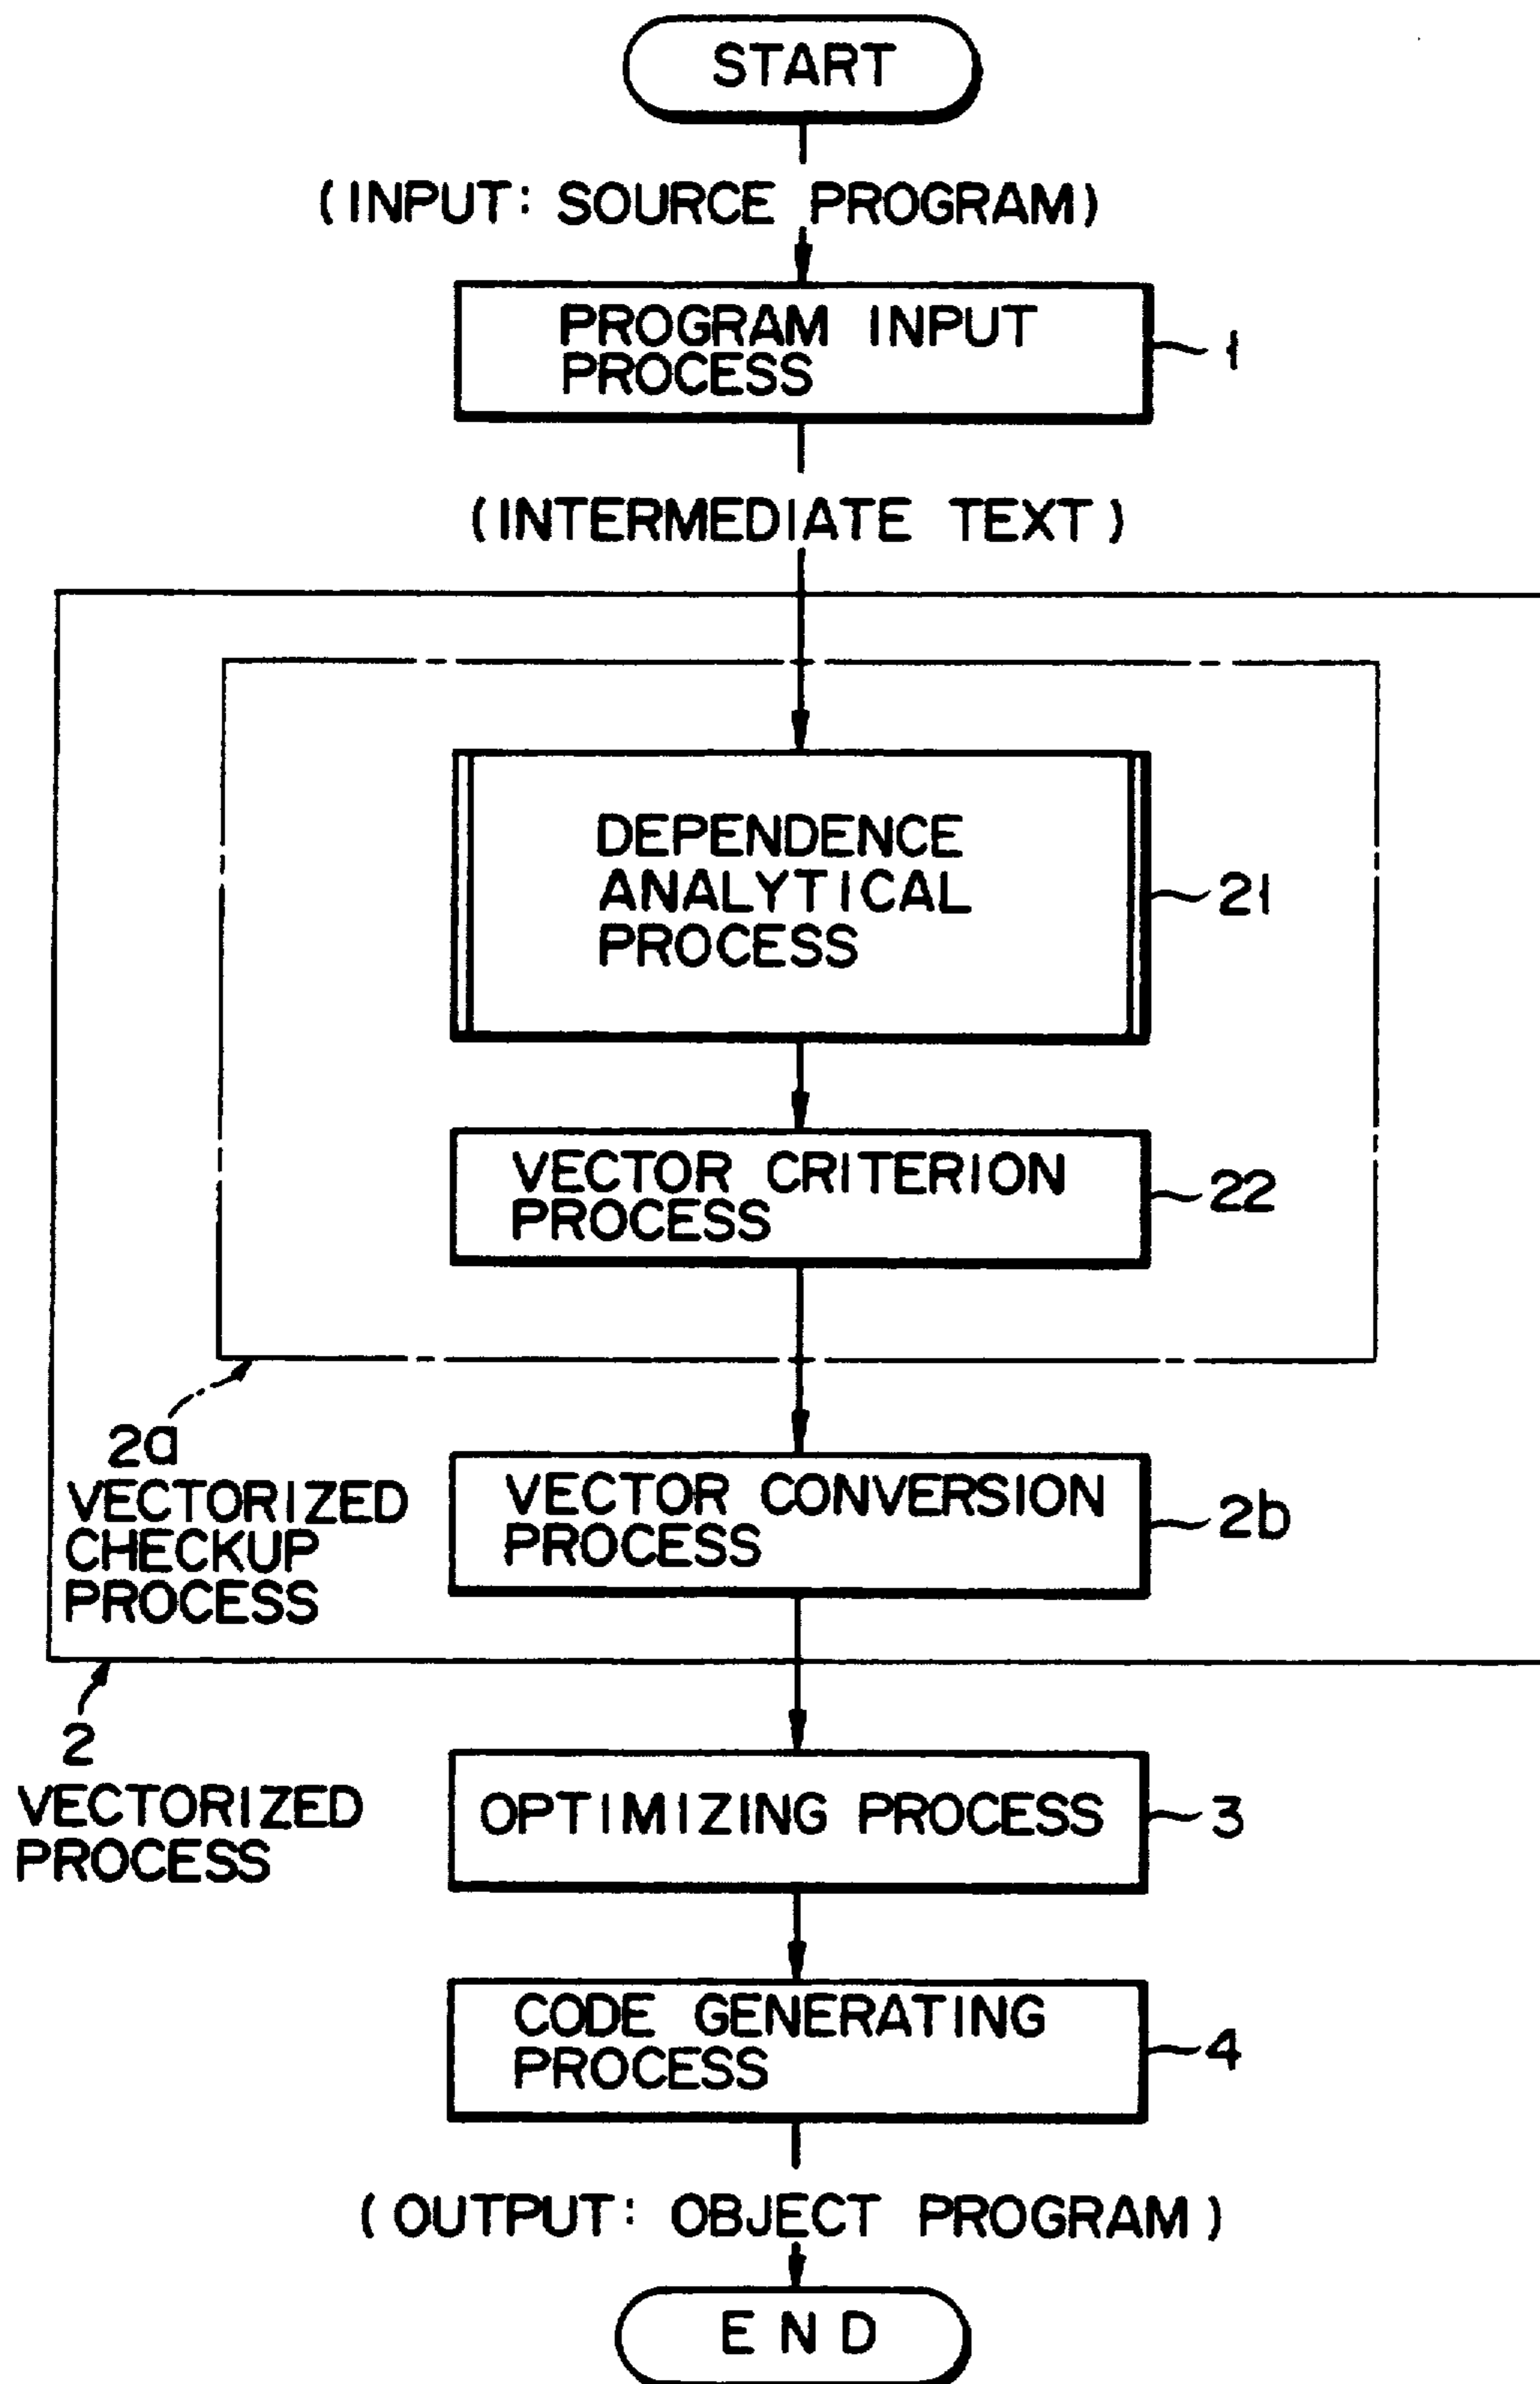 START
(INPUT: SOURCE PROGRAM)
PROGRAM INPUT
PROCESS
1
(INTERMEDIATE TEXT)
DEPENDENCE
ANALYTICAL
PROCESS
21
VECTOR CRITERION
PROCESS
22
2a
VECTORIZED
CHECKUP
PROCESS
VECTOR CONVERSION
PROCESS
2b
2
VECTORIZED
PROCESS
OPTIMIZING PROCESS
3
CODE GENERATING
PROCESS
4
(OUTPUT: OBJECT PROGRAM)
END